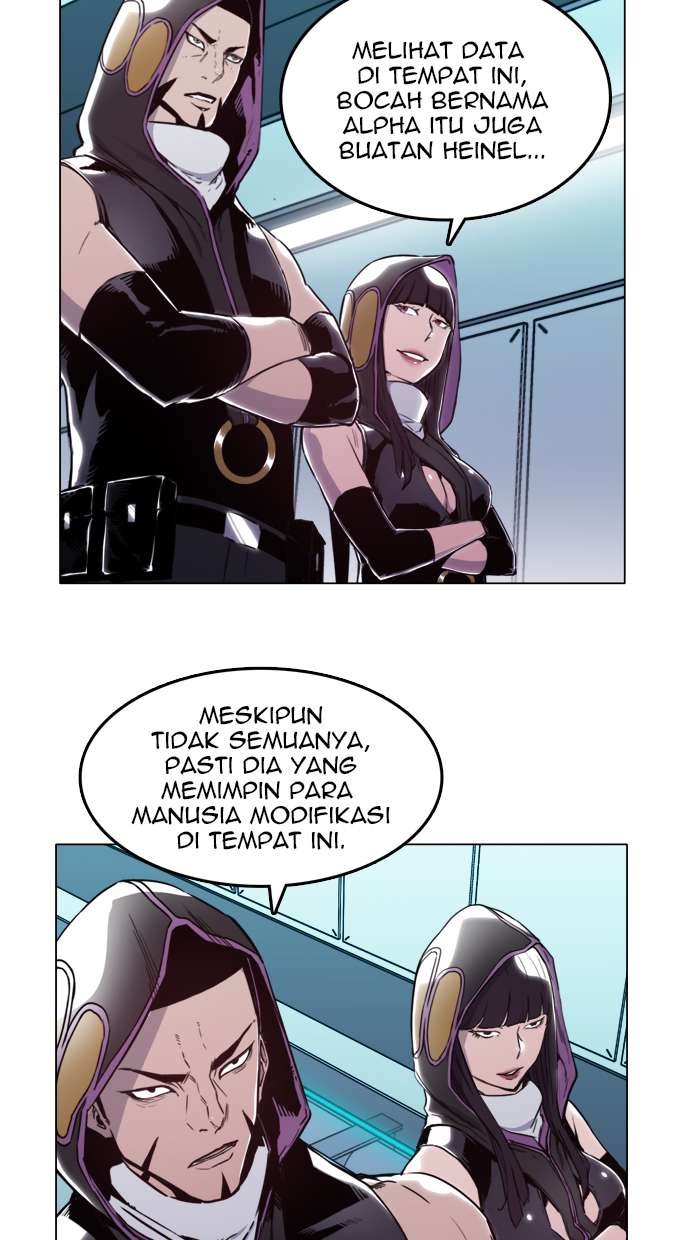 MELIHAT DATA
DI TEMPAT INI,
BOCAH BERNAMA
ALPHA ITU JUGA
BUATAN HEINEL...
MESKIPUN
TIDAK SEMUANYA,
PASTI DIA YANG
MEMIMPIN PARA
MANUSIA MODIFIKASI
DI TEMPAT INI.